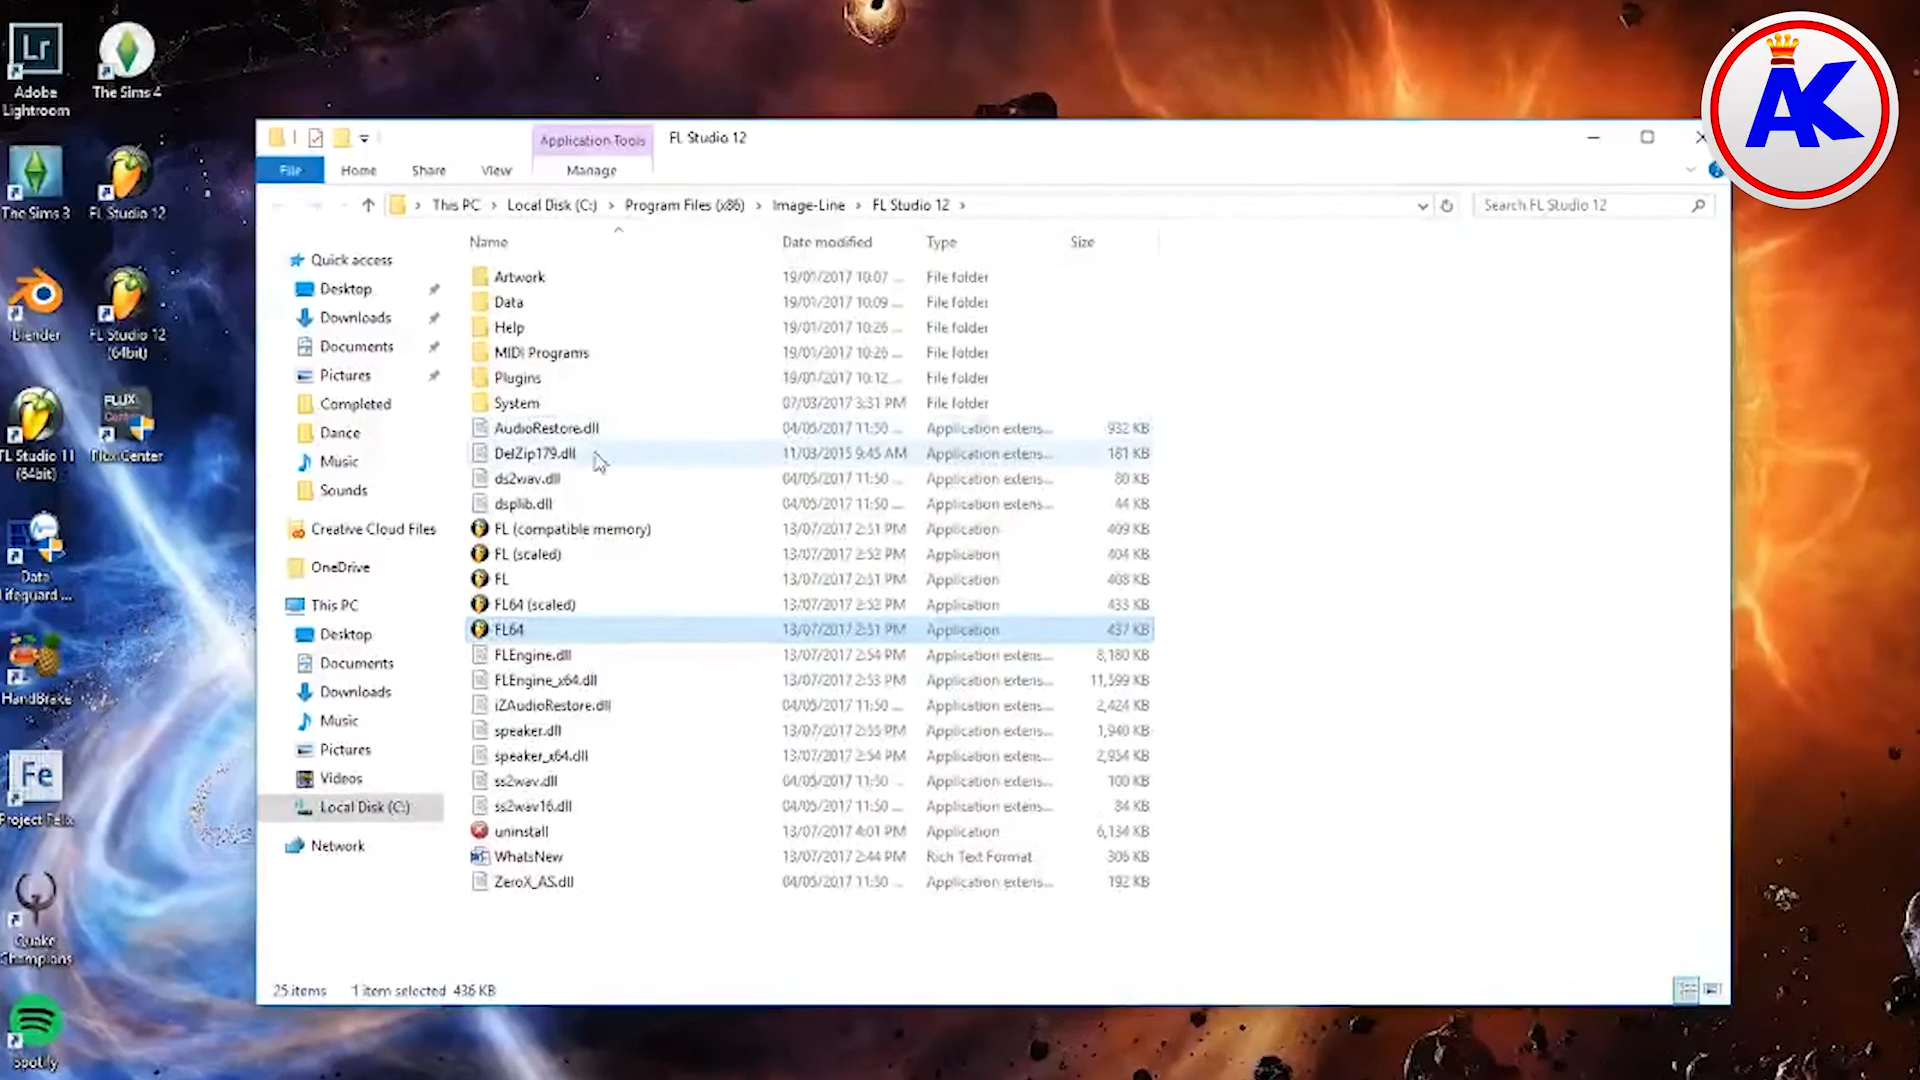 Lr
Adobe
Lightroom
The Sims 4
The Sims 3
FL Studio 12
Blender
FL Studio 12
(64bit)
FL Studio 11
(64bit)
FLUX
Center
Flux Center
Data
Lifeguard ...
HandBrake
Fe
Project Felix
Quake
Champions
Spotify
AK
Application Tools
FL Studio 12
File
Home
Share
View
Manage
This PC > Local Disk (C:) > Program Files (x86) > Image-Line > FL Studio 12 >
Search FL Studio 12
Quick access
Desktop
Downloads
Documents
Pictures
Completed
Dance
Music
Sounds
Creative Cloud Files
OneDrive
This PC
Desktop
Documents
Downloads
Music
Pictures
Videos
Local Disk (C:)
Network
Name Date modified Type Size
Artwork 19/01/2017 10:07 ... File folder
Data 19/01/2017 10:09 ... File folder
Help 19/01/2017 10:26 ... File folder
MIDI Programs 19/01/2017 10:26 ... File folder
Plugins 19/01/2017 10:12 ... File folder
System 07/03/2017 3:31 PM File folder
AudioRestore.dll 04/05/2017 11:50 ... Application extens... 932 KB
DelZip179.dll 11/03/2015 9:45 AM Application extens... 181 KB
ds2wav.dll 04/05/2017 11:50 ... Application extens... 80 KB
dsplib.dll 04/05/2017 11:50 ... Application extens... 44 KB
FL (compatible memory) 13/07/2017 2:51 PM Application 409 KB
FL (scaled) 13/07/2017 2:52 PM Application 404 KB
FL 13/07/2017 2:51 PM Application 408 KB
FL64 (scaled) 13/07/2017 2:52 PM Application 433 KB
FL64 13/07/2017 2:51 PM Application 437 KB
FLEngine.dll 13/07/2017 2:54 PM Application extens... 8,180 KB
FLEngine_x64.dll 13/07/2017 2:53 PM Application extens... 11,599 KB
iZAudioRestore.dll 04/05/2017 11:50 ... Application extens... 2,424 KB
speaker.dll 13/07/2017 2:55 PM Application extens... 1,940 KB
speaker_x64.dll 13/07/2017 2:54 PM Application extens... 2,954 KB
ss2wav.dll 04/05/2017 11:50 ... Application extens... 100 KB
ss2wav16.dll 04/05/2017 11:50 ... Application extens... 84 KB
uninstall 13/07/2017 4:01 PM Application 6,134 KB
WhatsNew 13/07/2017 2:44 PM Rich Text Format 306 KB
ZeroX_AS.dll 04/05/2017 11:50 ... Application extens... 192 KB
25 items 1 item selected 436 KB